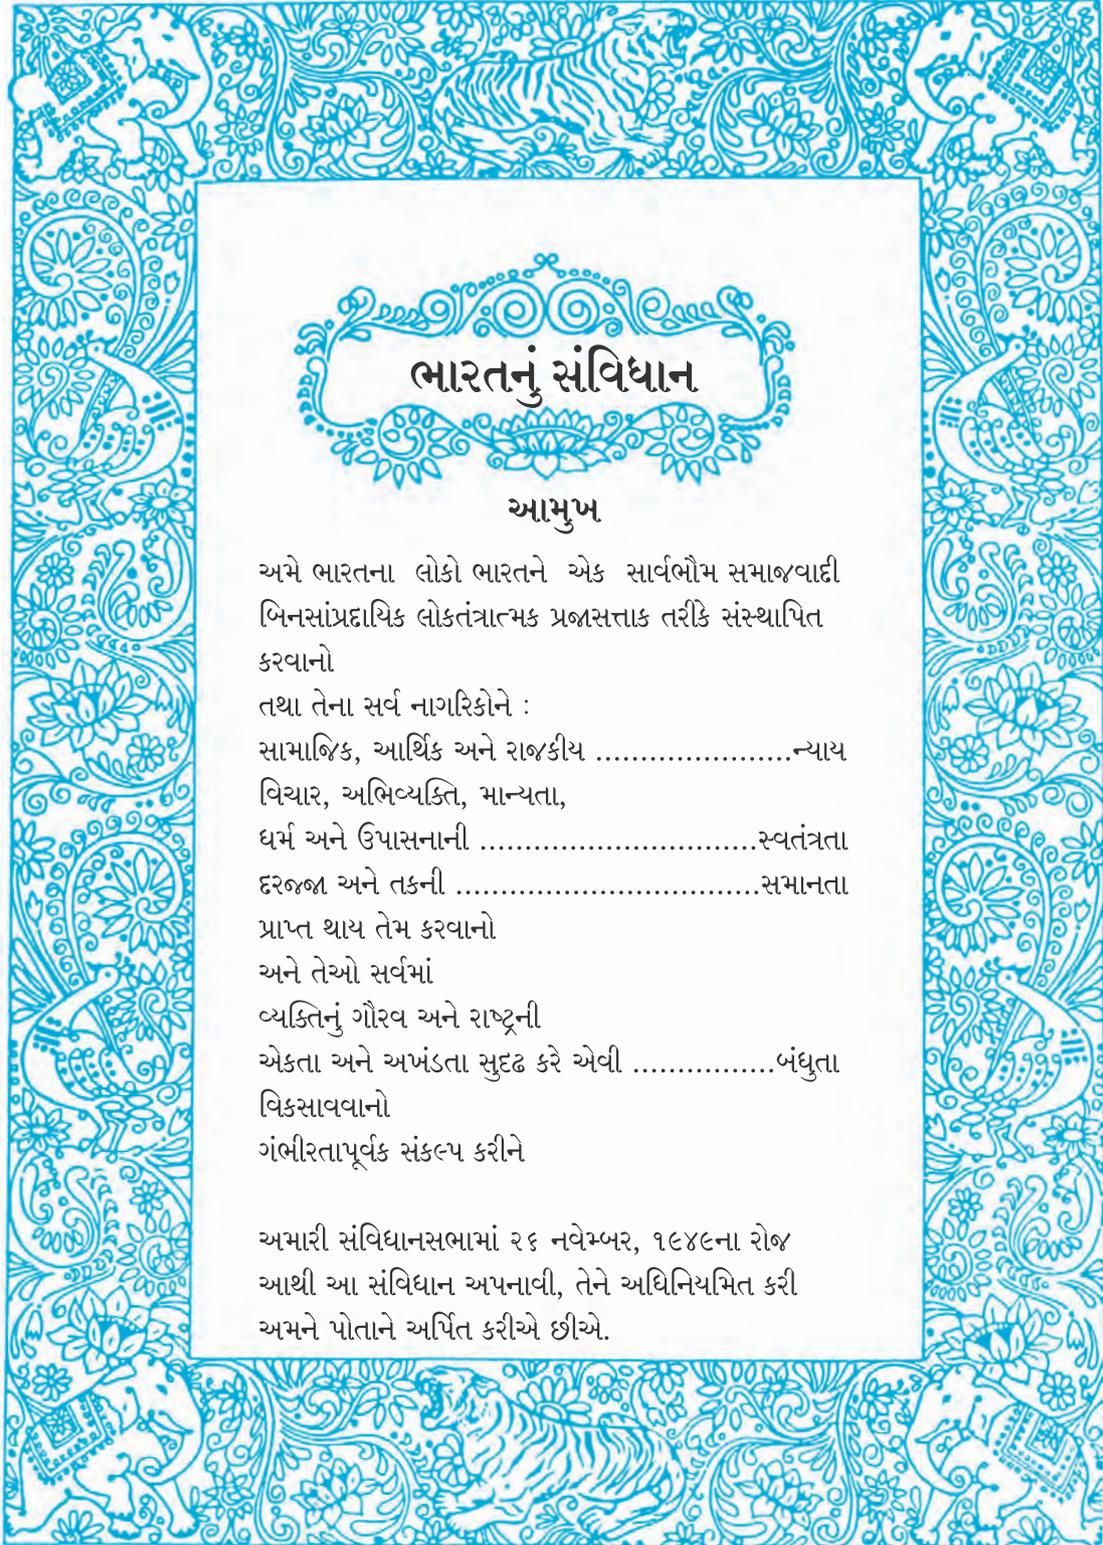 ભારતનું સંવિધાન
આમુખ
અમે ભારતના લોકો ભારતને એક સાર્વભૌમ સમાજવાદી
બિનસાંપ્રદાયિક લોકતંત્રાત્મક પ્રજાસત્તાક તરીકે સંસ્થાપિત
કરવાનો
તથા તેના સર્વ નાગરિકોને :
સામાજિક, આર્થિક અને રાજકીય ......................ન્યાય
વિચાર, અભિવ્યક્તિ, માન્યતા,
ધર્મ અને ઉપાસનાની ...............................સ્વતંત્રતા
દરજ્જા અને તકની ..................................સમાનતા
પ્રાપ્ત થાય તેમ કરવાનો
અને તેઓ સર્વમાં
વ્યક્તિનું ગૌરવ અને રાષ્ટ્રની
એકતા અને અખંડતા સુદૃઢ કરે એવી ................બંધુતા
વિકસાવવાનો
ગંભીરતાપૂર્વક સંકલ્પ કરીને
અમારી સંવિધાનસભામાં ૨૬ નવેમ્બર, ૧૯૪૯ના રોજ
આથી આ સંવિધાન અપનાવી, તેને અધિનિયમિત કરી
અમને પોતાને અર્પિત કરીએ છીએ.